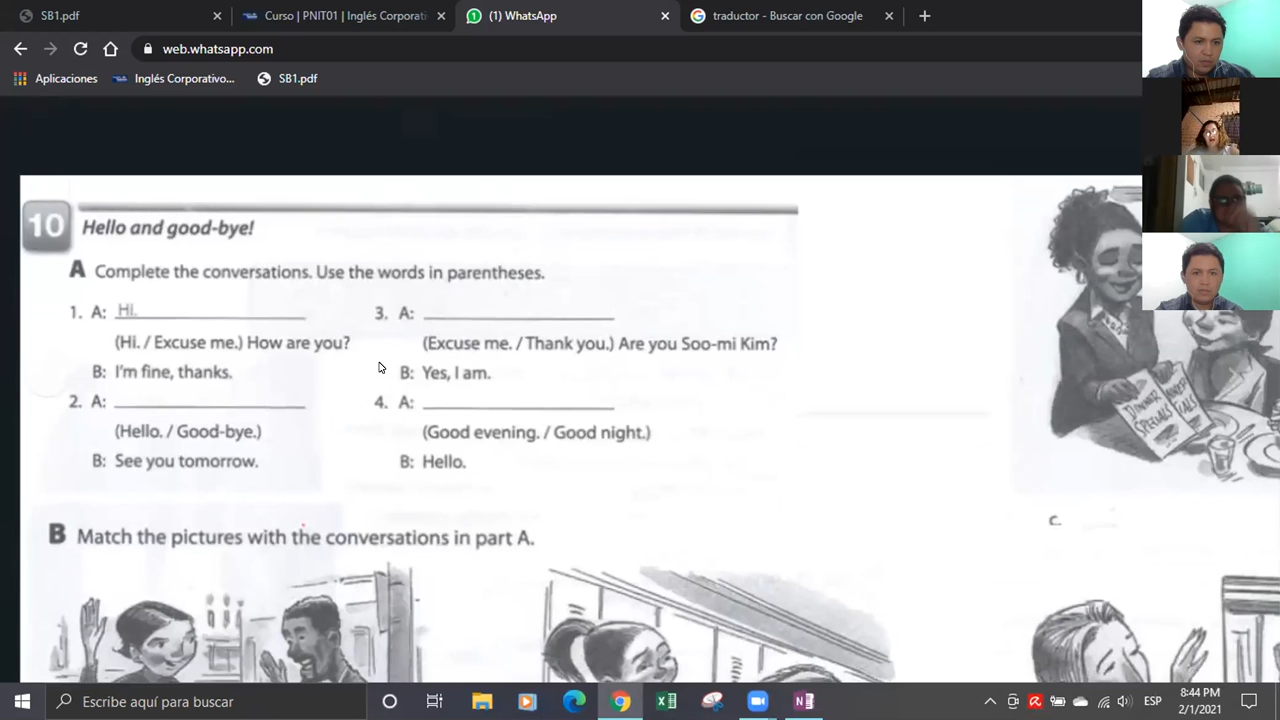 SB1.pdf
Curso | PNIT01 | Inglés Corporati
(1) WhatsApp
traductor - Buscar con Google
web.whatsapp.com
Aplicaciones
Inglés Corporativo...
SB1.pdf
10 Hello and good-bye!
A Complete the conversations. Use the words in parentheses.
1. A: Hi.
(Hi. / Excuse me.) How are you?
B: I'm fine, thanks.
2. A:
(Hello. / Good-bye.)
B: See you tomorrow.
3. A:
(Excuse me. / Thank you.) Are you Soo-mi Kim?
B: Yes, I am.
4. A:
(Good evening. / Good night.)
B: Hello.
DINNER
SPECIALS
B Match the pictures with the conversations in part A.
c.
Escribe aquí para buscar
ESP
8:44 PM
2/1/2021